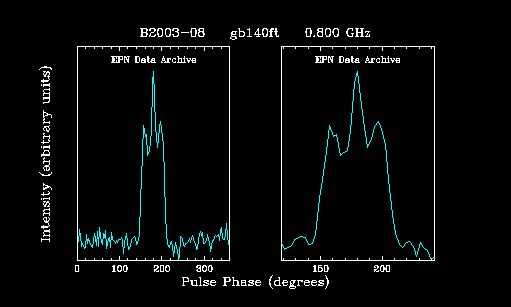 B2003-08 gb140ft 0.800 GHz
EPN Data Archive EPN Data Archive
Intensity (arbitrary units)
0 100 200 300 150 200
Pulse Phase (degrees)